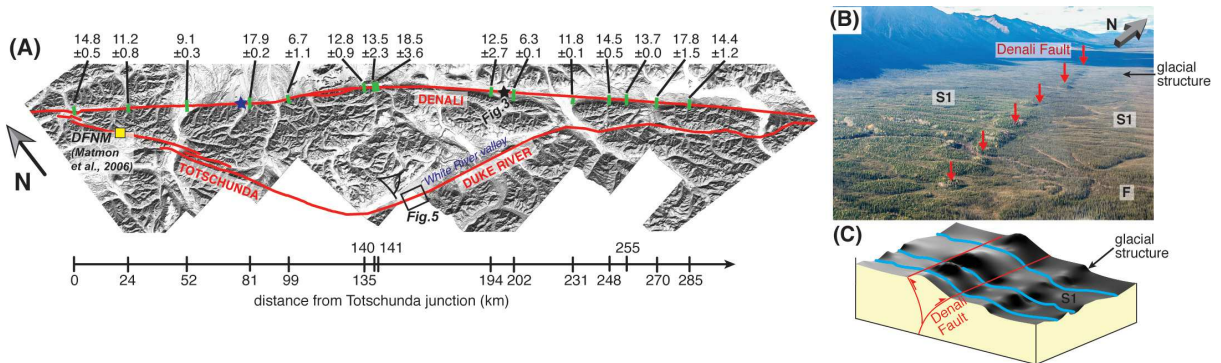 (A)
14.8 11.2 9.1 17.9 6.7 12.8 13.5 18.5 12.5 6.3 11.8 14.5 13.7 17.8 14.4
±0.5 ±0.8 ±0.3 ±0.2 ±1.1 ±0.9 ±2.3 ±3.6 ±2.7 ±0.1 ±0.1 ±0.5 ±0.0 ±1.5 ±1.2
DENALI
Fig.3
DFNM
(Matmon
et al., 2006)
TOTSCHUNDA
White River valley
DUKE RIVER
Fig.5
N
140 141 255
0 24 52 81 99 135 194 202 231 248 270 285
distance from Totschunda junction (km)
(B)
N
Denali Fault
glacial
structure
S1
S1
F
(C)
glacial
structure
S1
Denali
Fault